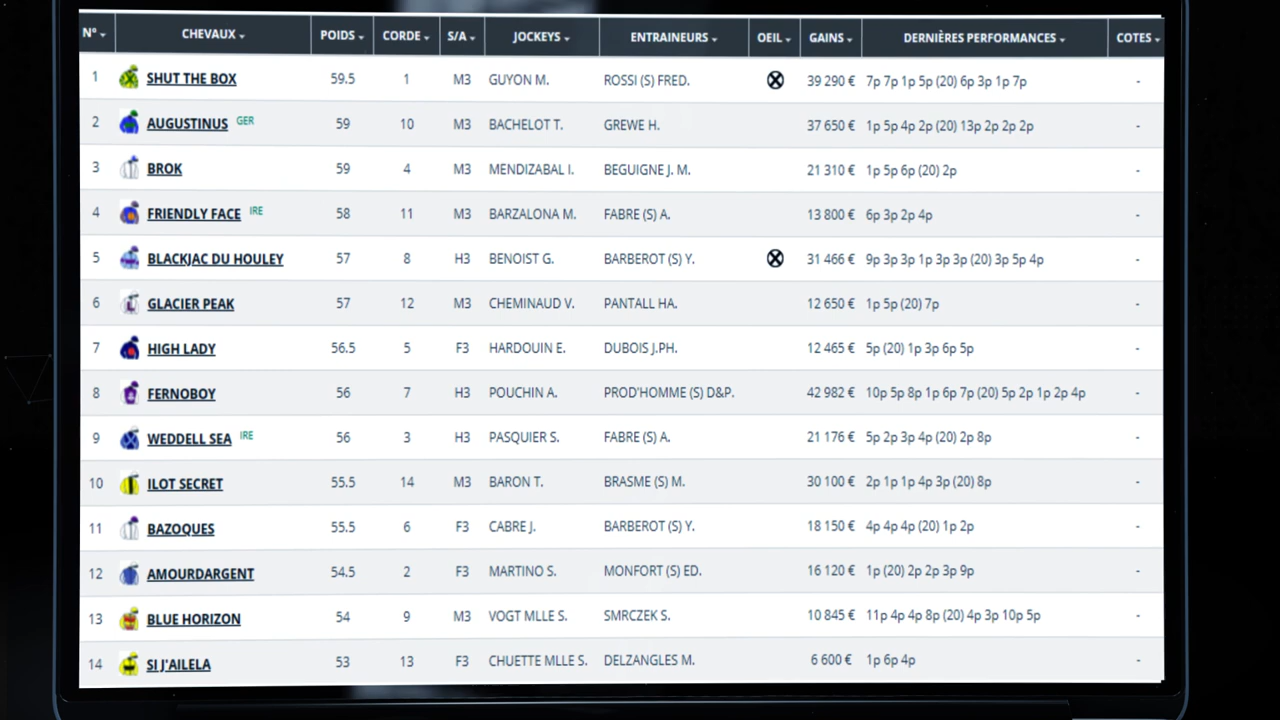 N° CHEVAUX POIDS CORDE S/A JOCKEYS ENTRAINEURS OEIL GAINS DERNIÈRES PERFORMANCES COTES
1 SHUT THE BOX 59.5 1 M3 GUYON M. ROSSI (S) FRED. 39 290 € 7p 7p 1p 5p (20) 6p 3p 1p 7p -
2 AUGUSTINUS GER 59 10 M3 BACHELOT T. GREWE H. 37 650 € 1p 5p 4p 2p (20) 13p 2p 2p 2p -
3 BROK 59 4 M3 MENDIZABAL I. BEGUIGNE J. M. 21 310 € 1p 5p 6p (20) 2p -
4 FRIENDLY FACE IRE 58 11 M3 BARZALONA M. FABRE (S) A. 13 800 € 6p 3p 2p 4p -
5 BLACKJAC DU HOULEY 57 8 H3 BENOIST G. BARBEROT (S) Y. 31 466 € 9p 3p 3p 1p 3p 3p (20) 3p 5p 4p -
6 GLACIER PEAK 57 12 M3 CHEMINAUD V. PANTALL HA. 12 650 € 1p 5p (20) 7p -
7 HIGH LADY 56.5 5 F3 HARDOUIN E. DUBOIS J.PH. 12 465 € 5p (20) 1p 3p 6p 5p -
8 FERNOBOY 56 7 H3 POUCHIN A. PROD'HOMME (S) D&P. 42 982 € 10p 5p 8p 1p 6p 7p (20) 5p 2p 1p 2p 4p -
9 WEDDELL SEA IRE 56 3 H3 PASQUIER S. FABRE (S) A. 21 176 € 5p 2p 3p 4p (20) 2p 8p -
10 ILOT SECRET 55.5 14 M3 BARON T. BRASME (S) M. 30 100 € 2p 1p 1p 4p 3p (20) 8p -
11 BAZOQUES 55.5 6 F3 CABRE J. BARBEROT (S) Y. 18 150 € 4p 4p 4p (20) 1p 2p -
12 AMOURDARGENT 54.5 2 F3 MARTINO S. MONFORT (S) ED. 16 120 € 1p (20) 2p 2p 3p 9p -
13 BLUE HORIZON 54 9 M3 VOGT MLLE S. SMRCZEK S. 10 845 € 11p 4p 4p 8p (20) 4p 3p 10p 5p -
14 SI J'AILELA 53 13 F3 CHUETTE MLLE S. DELZANGLES M. 6 600 € 1p 6p 4p -